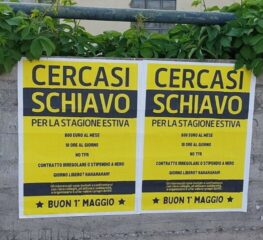 CERCASI
SCHIAVO
PER LA STAGIONE ESTIVA
800 EURO AL MESE
10 ORE AL GIORNO
NO TFR
CONTRATTO IRREGOLARE O STIPENDIO A NERO
GIORNO LIBERO? HAHAHAHAH!
★ BUON 1° MAGGIO ★
CERCASI
SCHIAVO
PER LA STAGIONE ESTIVA
800 EURO AL MESE
10 ORE AL GIORNO
NO TFR
CONTRATTO IRREGOLARE O STIPENDIO A NERO
GIORNO LIBERO? HAHAHAHAH!
★ BUON 1° MAGGIO ★